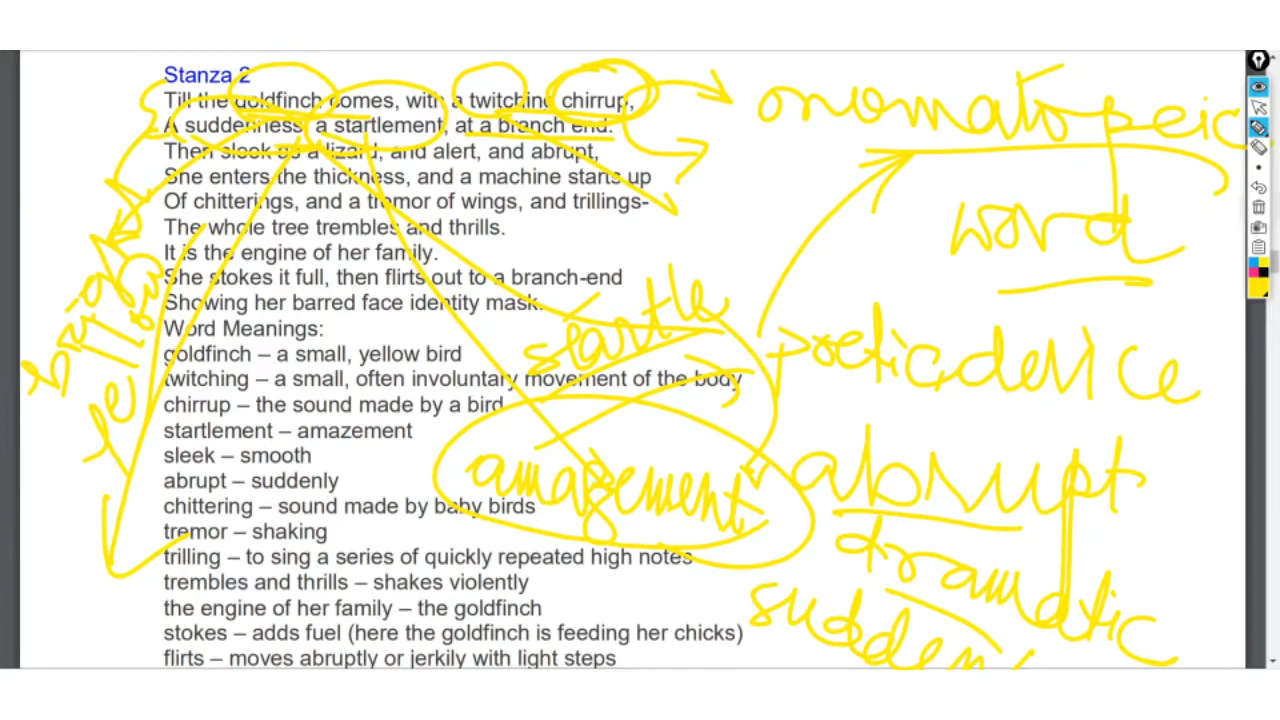 Stanza 2
Till the goldfinch comes, with a twitching chirrup,
A suddenness, a startlement, at a branch end.
Then sleek as a lizard, and alert, and abrupt,
She enters the thickness, and a machine starts up
Of chitterings, and a tremor of wings, and trillings-
The whole tree trembles and thrills.
It is the engine of her family.
She stokes it full, then flirts out to a branch-end
Showing her barred face identity mask.
Word Meanings:
goldfinch – a small, yellow bird
twitching – a small, often involuntary movement of the body
chirrup – the sound made by a bird
startlement – amazement
sleek – smooth
abrupt – suddenly
chittering – sound made by baby birds
tremor – shaking
trilling – to sing a series of quickly repeated high notes
trembles and thrills – shakes violently
the engine of her family – the goldfinch
stokes – adds fuel (here the goldfinch is feeding her chicks)
flirts – moves abruptly or jerkily with light steps
onomatopeic
word
poetic device
startle
amazement
abrupt
dramatic
sudden
bright